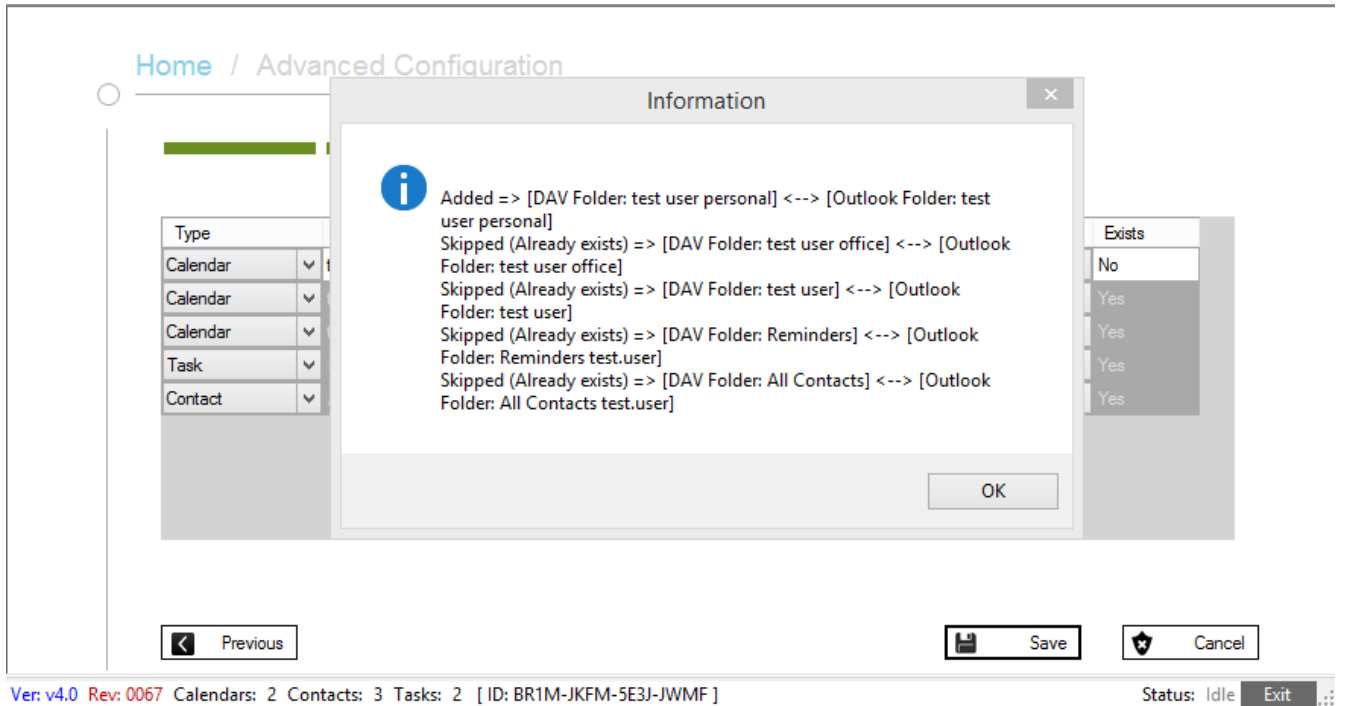 Home / Advanced Configuration
Information
Added => [DAV Folder: test user personal] <--> [Outlook Folder: test
user personal]
Skipped (Already exists) => [DAV Folder: test user office] <--> [Outlook
Folder: test user office]
Skipped (Already exists) => [DAV Folder: test user] <--> [Outlook
Folder: test user]
Skipped (Already exists) => [DAV Folder: Reminders] <--> [Outlook
Folder: Reminders test.user]
Skipped (Already exists) => [DAV Folder: All Contacts] <--> [Outlook
Folder: All Contacts test.user]
OK
Type Exists
Calendar No
Calendar Yes
Calendar Yes
Task Yes
Contact Yes
Previous Save Cancel
Ver: v4.0 Rev: 0067 Calendars: 2 Contacts: 3 Tasks: 2 [ ID: BR1M-JKFM-5E3J-JWMF ] Status: Idle Exit